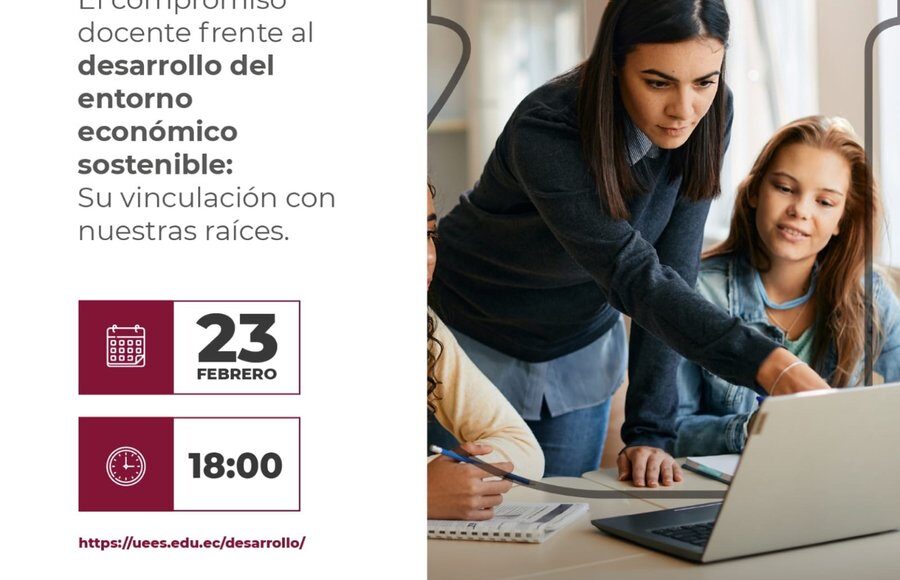 El compromiso
docente frente al
desarrollo del
entorno
económico
sostenible:
Su vinculación con
nuestras raíces.
23
FEBRERO
18:00
https://uees.edu.ec/desarrollo/